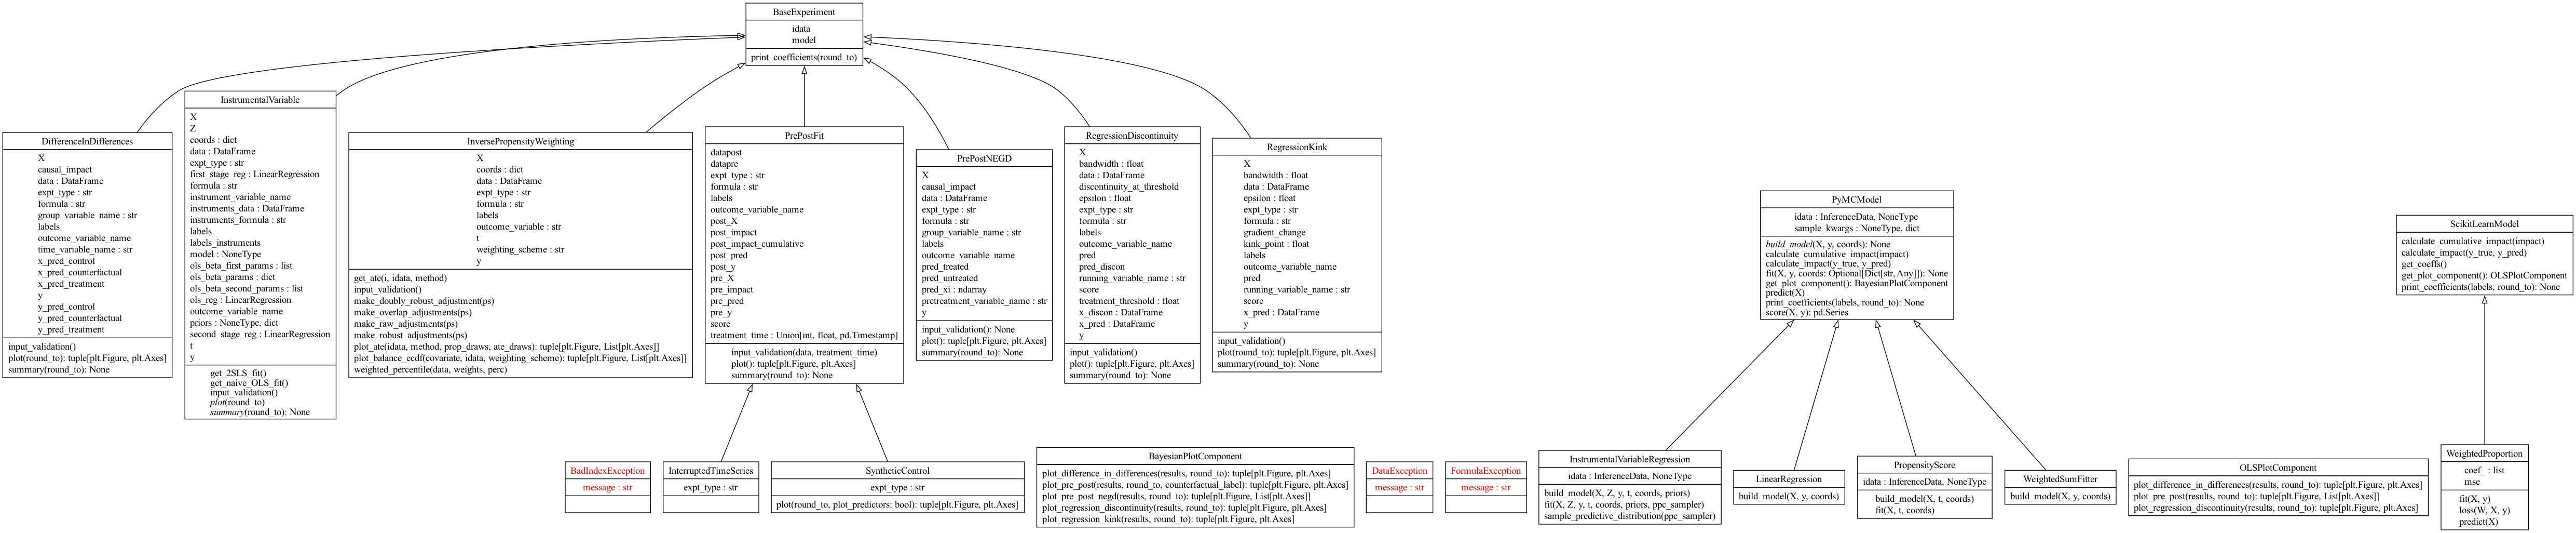 BaseExperiment
idata
model
print_coefficients(round_to)
DifferenceInDifferences
X
causal_impact
data : DataFrame
expt_type : str
formula : str
group_variable_name : str
labels
outcome_variable_name
time_variable_name : str
x_pred_control
x_pred_counterfactual
x_pred_treatment
y
y_pred_control
y_pred_counterfactual
y_pred_treatment
input_validation()
plot(round_to): tuple[plt.Figure, plt.Axes]
summary(round_to): None
InstrumentalVariable
X
Z
coords : dict
data : DataFrame
expt_type : str
first_stage_reg : LinearRegression
formula : str
instrument_variable_name
instruments_data : DataFrame
instruments_formula : str
labels
labels_instruments
model : NoneType
ols_beta_first_params : list
ols_beta_params : dict
ols_beta_second_params : list
ols_reg : LinearRegression
outcome_variable_name
priors : NoneType, dict
second_stage_reg : LinearRegression
t
y
get_2SLS_fit()
get_naive_OLS_fit()
input_validation()
plot(round_to)
summary(round_to): None
InversePropensityWeighting
X
coords : dict
data : DataFrame
expt_type : str
formula : str
labels
outcome_variable : str
t
weighting_scheme : str
y
get_ate(i, idata, method)
input_validation()
make_doubly_robust_adjustment(ps)
make_overlap_adjustments(ps)
make_raw_adjustments(ps)
make_robust_adjustments(ps)
plot_ate(idata, method, prop_draws, ate_draws): tuple[plt.Figure, List[plt.Axes]]
plot_balance_ecdf(covariate, idata, weighting_scheme): tuple[plt.Figure, List[plt.Axes]]
weighted_percentile(data, weights, perc)
PrePostFit
datapost
datapre
expt_type : str
formula : str
labels
outcome_variable_name
post_X
post_impact
post_impact_cumulative
post_pred
post_y
pre_X
pre_impact
pre_pred
pre_y
score
treatment_time : Union[int, float, pd.Timestamp]
input_validation(data, treatment_time)
plot(): tuple[plt.Figure, plt.Axes]
summary(round_to): None
PrePostNEGD
X
causal_impact
data : DataFrame
expt_type : str
formula : str
group_variable_name : str
labels
outcome_variable_name
pred_treated
pred_untreated
pred_xi : ndarray
pretreatment_variable_name : str
y
input_validation(): None
plot(): tuple[plt.Figure, plt.Axes]
summary(round_to): None
RegressionDiscontinuity
X
bandwidth : float
data : DataFrame
discontinuity_at_threshold
epsilon : float
expt_type : str
formula : str
labels
outcome_variable_name
pred
pred_discon
running_variable_name : str
score
treatment_threshold : float
x_discon : DataFrame
x_pred : DataFrame
y
input_validation()
plot(): tuple[plt.Figure, plt.Axes]
summary(round_to): None
RegressionKink
X
bandwidth : float
data : DataFrame
epsilon : float
expt_type : str
formula : str
gradient_change
kink_point : float
labels
outcome_variable_name
pred
running_variable_name : str
score
x_pred : DataFrame
y
input_validation()
plot(round_to): tuple[plt.Figure, plt.Axes]
summary(round_to): None
PyMCModel
idata : InferenceData, NoneType
sample_kwargs : NoneType, dict
build_model(X, y, coords): None
calculate_cumulative_impact(impact)
calculate_impact(y_true, y_pred)
fit(X, y, coords: Optional[Dict[str, Any]]): None
get_plot_component(): BayesianPlotComponent
predict(X)
print_coefficients(labels, round_to): None
score(X, y): pd.Series
ScikitLearnModel
calculate_cumulative_impact(impact)
calculate_impact(y_true, y_pred)
get_coeffs()
get_plot_component(): OLSPlotComponent
print_coefficients(labels, round_to): None
BadIndexException
message : str
InterruptedTimeSeries
expt_type : str
SyntheticControl
expt_type : str
plot(round_to, plot_predictors: bool): tuple[plt.Figure, plt.Axes]
BayesianPlotComponent
plot_difference_in_differences(results, round_to): tuple[plt.Figure, plt.Axes]
plot_pre_post(results, round_to, counterfactual_label): tuple[plt.Figure, plt.Axes]
plot_pre_post_negd(results, round_to): tuple[plt.Figure, List[plt.Axes]]
plot_regression_discontinuity(results, round_to): tuple[plt.Figure, plt.Axes]
plot_regression_kink(results, round_to): tuple[plt.Figure, plt.Axes]
DataException
message : str
FormulaException
message : str
InstrumentalVariableRegression
idata : InferenceData, NoneType
build_model(X, Z, y, t, coords, priors)
fit(X, Z, y, t, coords, priors, ppc_sampler)
sample_predictive_distribution(ppc_sampler)
LinearRegression
build_model(X, y, coords)
PropensityScore
idata : InferenceData, NoneType
build_model(X, t, coords)
fit(X, t, coords)
WeightedSumFitter
build_model(X, y, coords)
OLSPlotComponent
plot_difference_in_differences(results, round_to): tuple[plt.Figure, plt.Axes]
plot_pre_post(results, round_to): tuple[plt.Figure, List[plt.Axes]]
plot_regression_discontinuity(results, round_to): tuple[plt.Figure, plt.Axes]
WeightedProportion
coef_ : list
mse
fit(X, y)
loss(W, X, y)
predict(X)